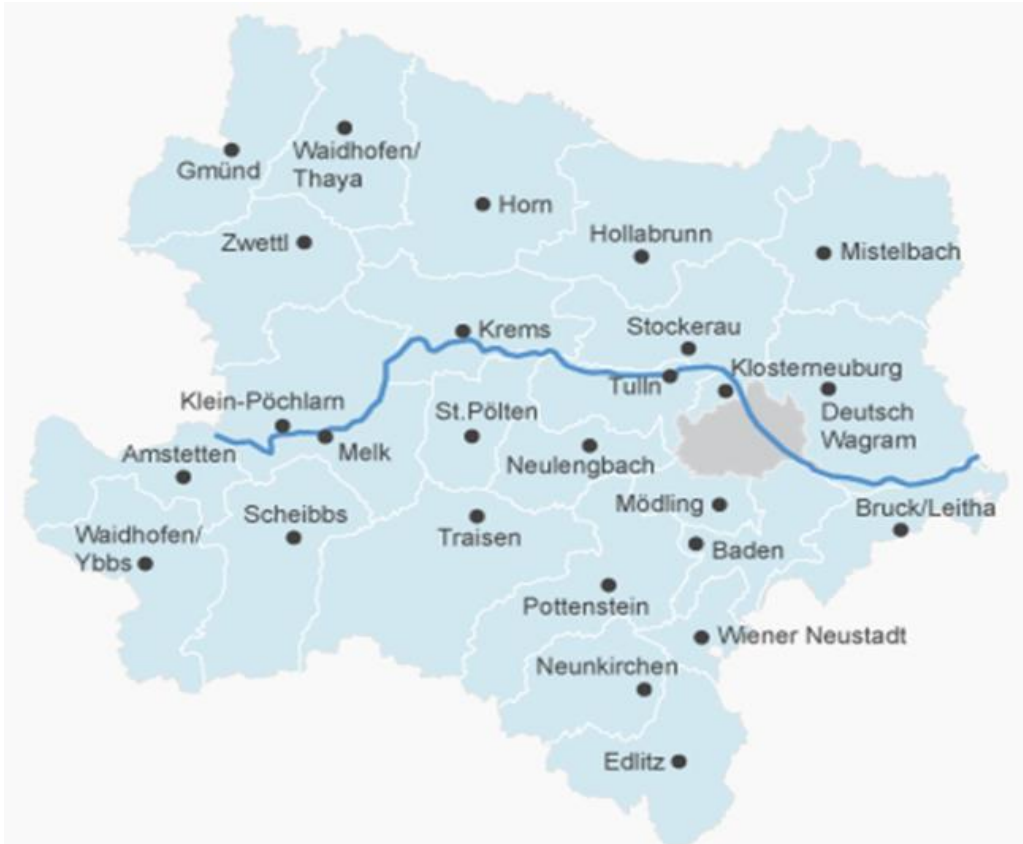 Waidhofen/
Thaya
Gmünd
Horn
Zwettl
Hollabrunn
Mistelbach
Krems
Stockerau
Klosterneuburg
Tulln
Klein-Pöchlarn
St.Pölten
Deutsch
Wagram
Amstetten
Melk
Neulengbach
Scheibbs
Mödling
Bruck/Leitha
Waidhofen/
Ybbs
Traisen
Baden
Pottenstein
Wiener Neustadt
Neunkirchen
Edlitz